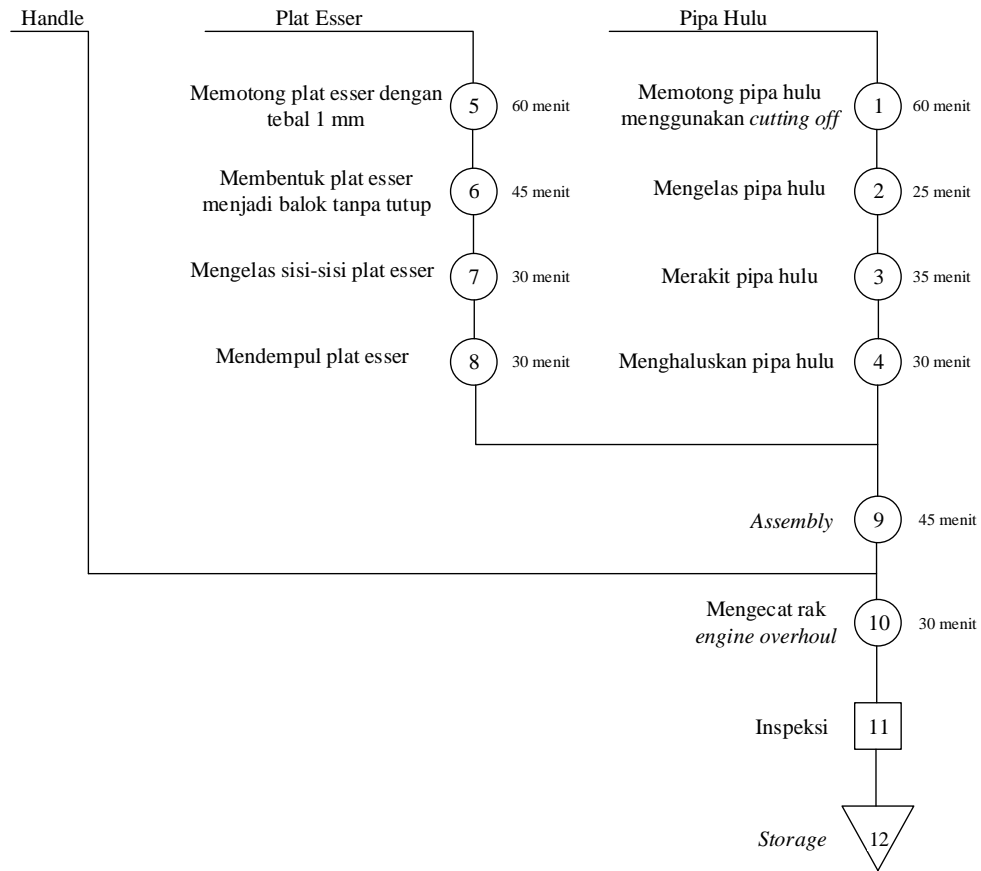 Handle
Plat Esser
Pipa Hulu
Memotong plat esser dengan
tebal 1 mm
5
60 menit
Memotong pipa hulu
menggunakan cutting off
1
60 menit
Membentuk plat esser
menjadi balok tanpa tutup
6
45 menit
Mengelas pipa hulu
2
25 menit
Mengelas sisi-sisi plat esser
7
30 menit
Merakit pipa hulu
3
35 menit
Mendempul plat esser
8
30 menit
Menghaluskan pipa hulu
4
30 menit
Assembly
9
45 menit
Mengecat rak
engine overhoul
10
30 menit
Inspeksi
11
Storage
12